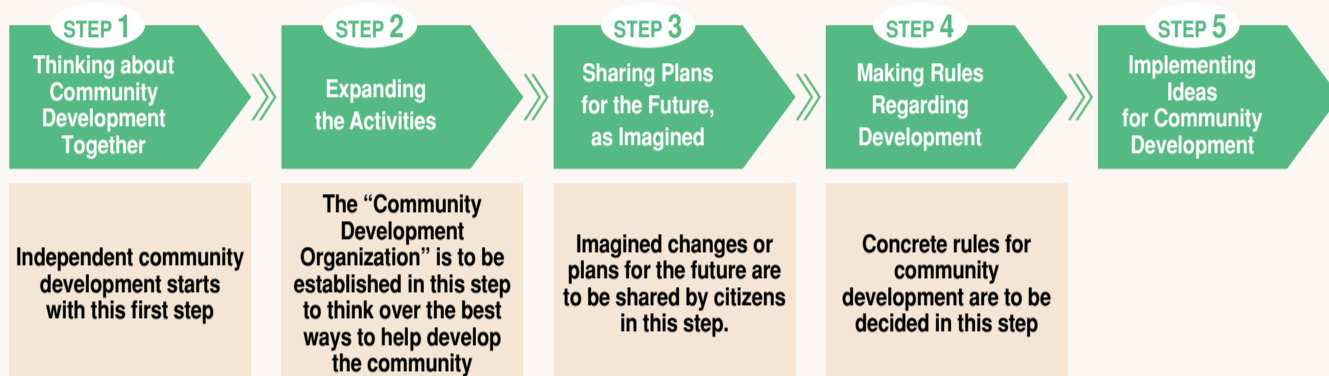 STEP 1
Thinking about
Community
Development
Together
STEP 2
Expanding
the Activities
STEP 3
Sharing Plans
for the Future,
as Imagined
STEP 4
Making Rules
Regarding
Development
STEP 5
Implementing
Ideas
for Community
Development
Independent community
development starts
with this first step
The “Community
Development
Organization” is to be
established in this step
to think over the best
ways to help develop
the community
Imagined changes or
plans for the future are
to be shared by citizens
in this step.
Concrete rules for
community
development are to be
decided in this step